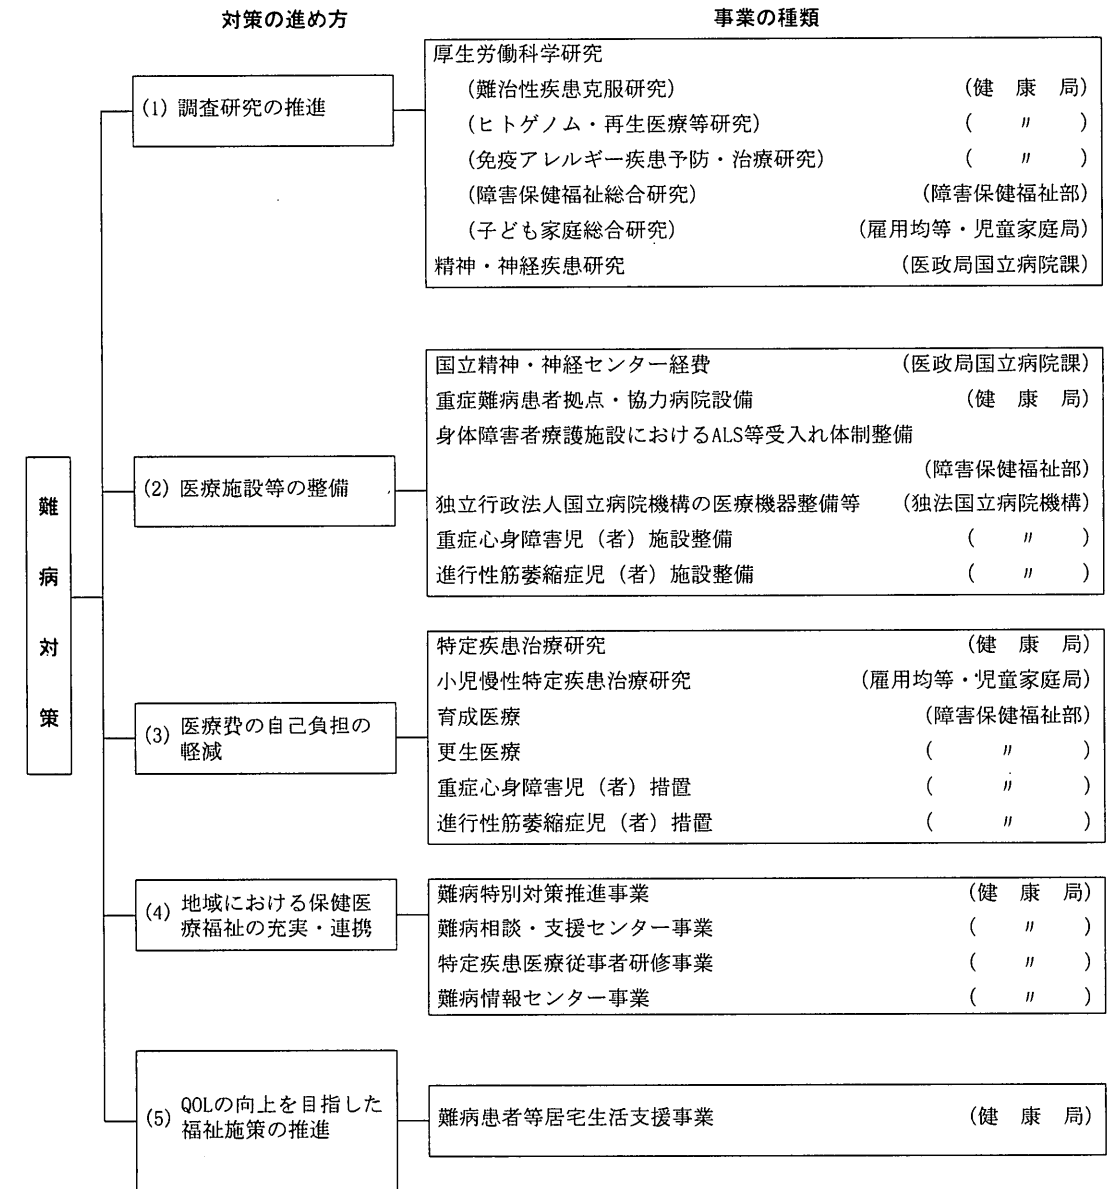 対策の進め方
事業の種類
難病対策
(1) 調査研究の推進
厚生労働科学研究
(難治性疾患克服研究) (健 康 局)
(ヒトゲノム・再生医療等研究) ( 〃 )
(免疫アレルギー疾患予防・治療研究) ( 〃 )
(障害保健福祉総合研究) (障害保健福祉部)
(子ども家庭総合研究) (雇用均等・児童家庭局)
精神・神経疾患研究 (医政局国立病院課)
(2) 医療施設等の整備
国立精神・神経センター経費 (医政局国立病院課)
重症難病患者拠点・協力病院設備 (健 康 局)
身体障害者療護施設におけるALS等受入れ体制整備
(障害保健福祉部)
独立行政法人国立病院機構の医療機器整備等 (独法国立病院機構)
重症心身障害児（者）施設整備 ( 〃 )
進行性筋萎縮症児（者）施設整備 ( 〃 )
(3) 医療費の自己負担の
軽減
特定疾患治療研究 (健 康 局)
小児慢性特定疾患治療研究 (雇用均等・児童家庭局)
育成医療 (障害保健福祉部)
更生医療 ( 〃 )
重症心身障害児（者）措置 ( 〃 )
進行性筋萎縮症児（者）措置 ( 〃 )
(4) 地域における保健医
療福祉の充実・連携
難病特別対策推進事業 (健 康 局)
難病相談・支援センター事業 ( 〃 )
特定疾患医療従事者研修事業 ( 〃 )
難病情報センター事業 ( 〃 )
(5) QOLの向上を目指した
福祉施策の推進
難病患者等居宅生活支援事業 (健 康 局)